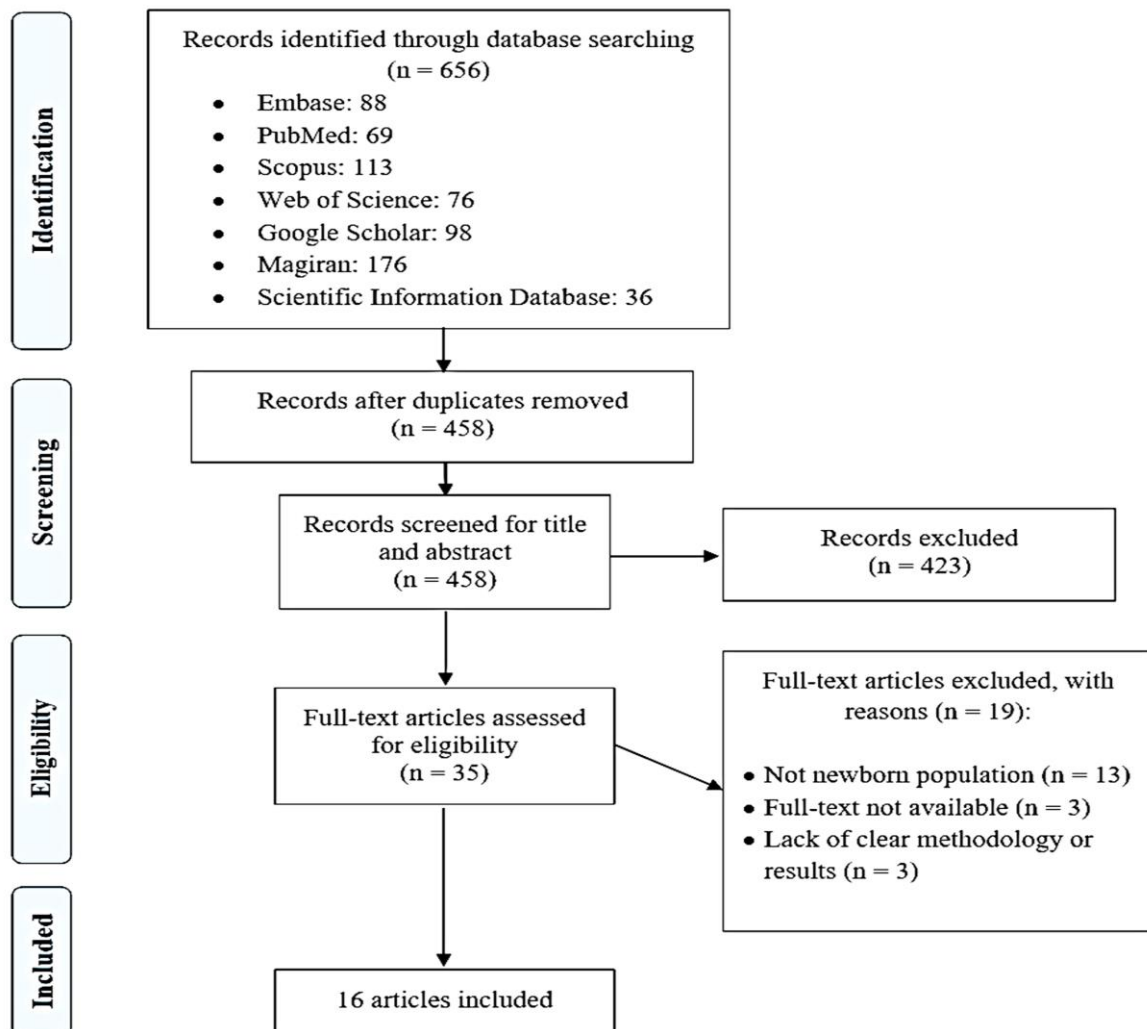 Identification
Records identified through database searching
(n = 656)
• Embase: 88
• PubMed: 69
• Scopus: 113
• Web of Science: 76
• Google Scholar: 98
• Magiran: 176
• Scientific Information Database: 36
Screening
Records after duplicates removed
(n = 458)
Records screened for title
and abstract
(n = 458)
Records excluded
(n = 423)
Eligibility
Full-text articles assessed
for eligibility
(n = 35)
Full-text articles excluded, with
reasons (n = 19):
• Not newborn population (n = 13)
• Full-text not available (n = 3)
• Lack of clear methodology or
results (n = 3)
Included
16 articles included